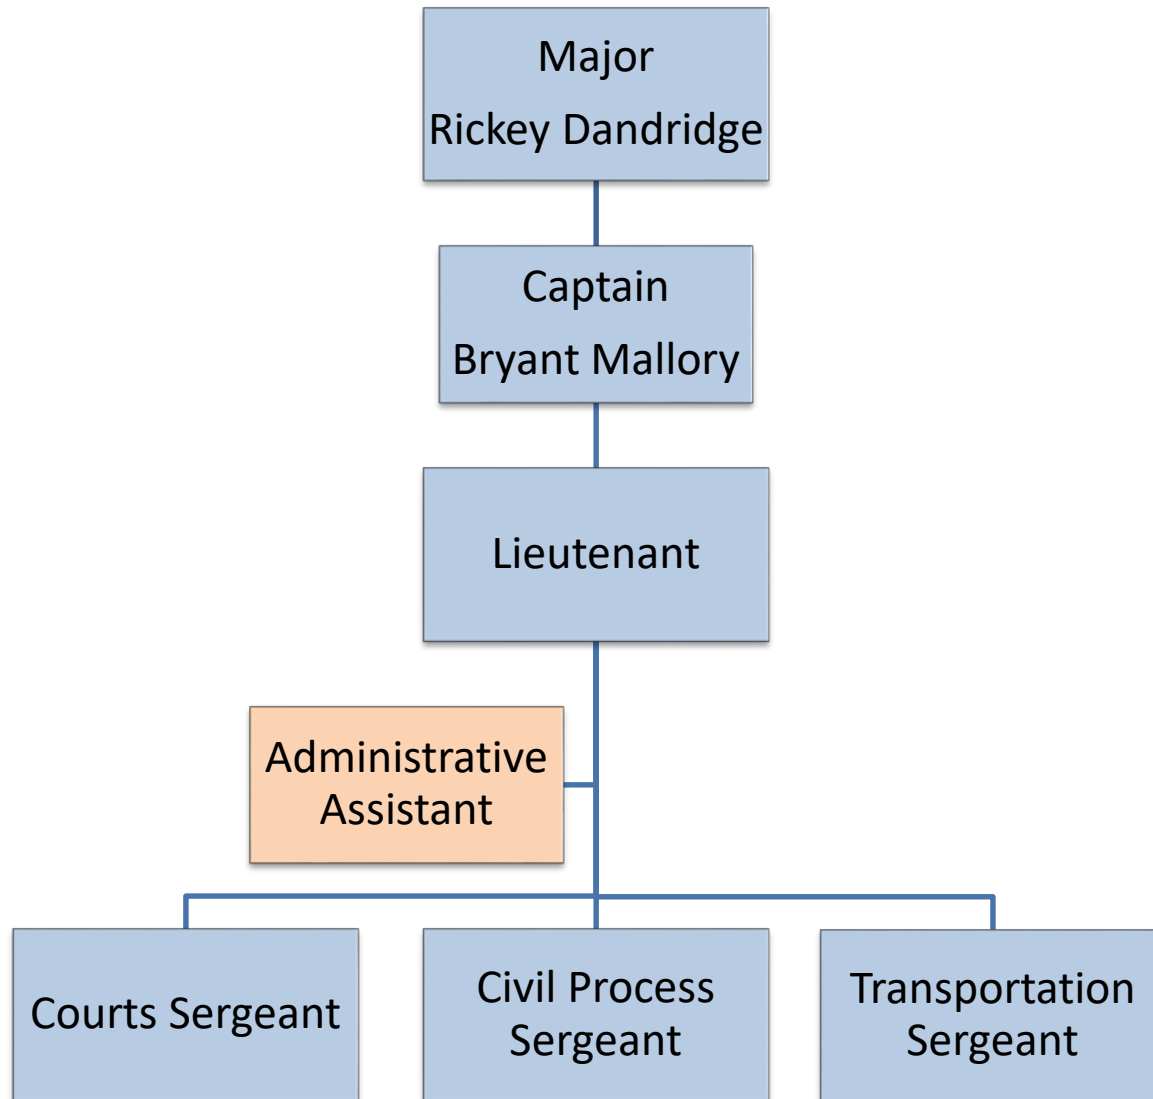 Major
Rickey Dandridge
Captain
Bryant Mallory
Lieutenant
Administrative
Assistant
Courts Sergeant
Civil Process
Sergeant
Transportation
Sergeant